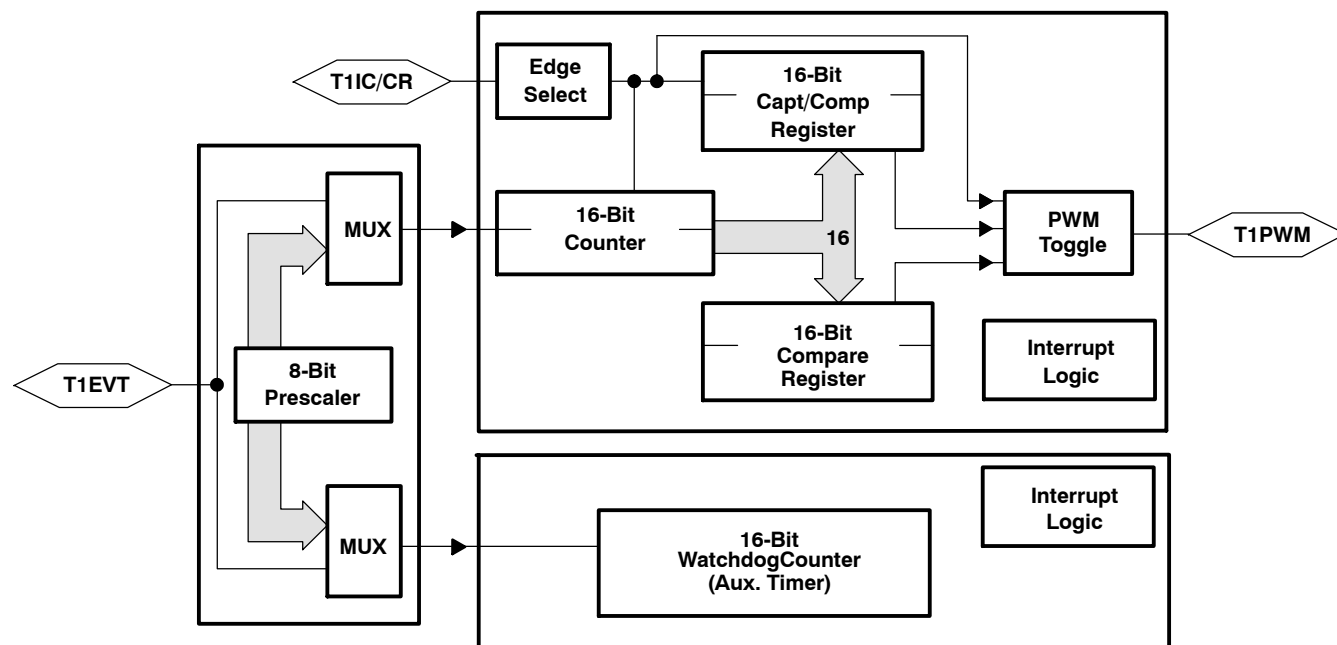 T1IC/CR
Edge
Select
16-Bit
Capt/Comp
Register
MUX
16-Bit
Counter
16
PWM
Toggle
T1PWM
T1EVT
8-Bit
Prescaler
16-Bit
Compare
Register
Interrupt
Logic
MUX
16-Bit
WatchdogCounter
(Aux. Timer)
Interrupt
Logic